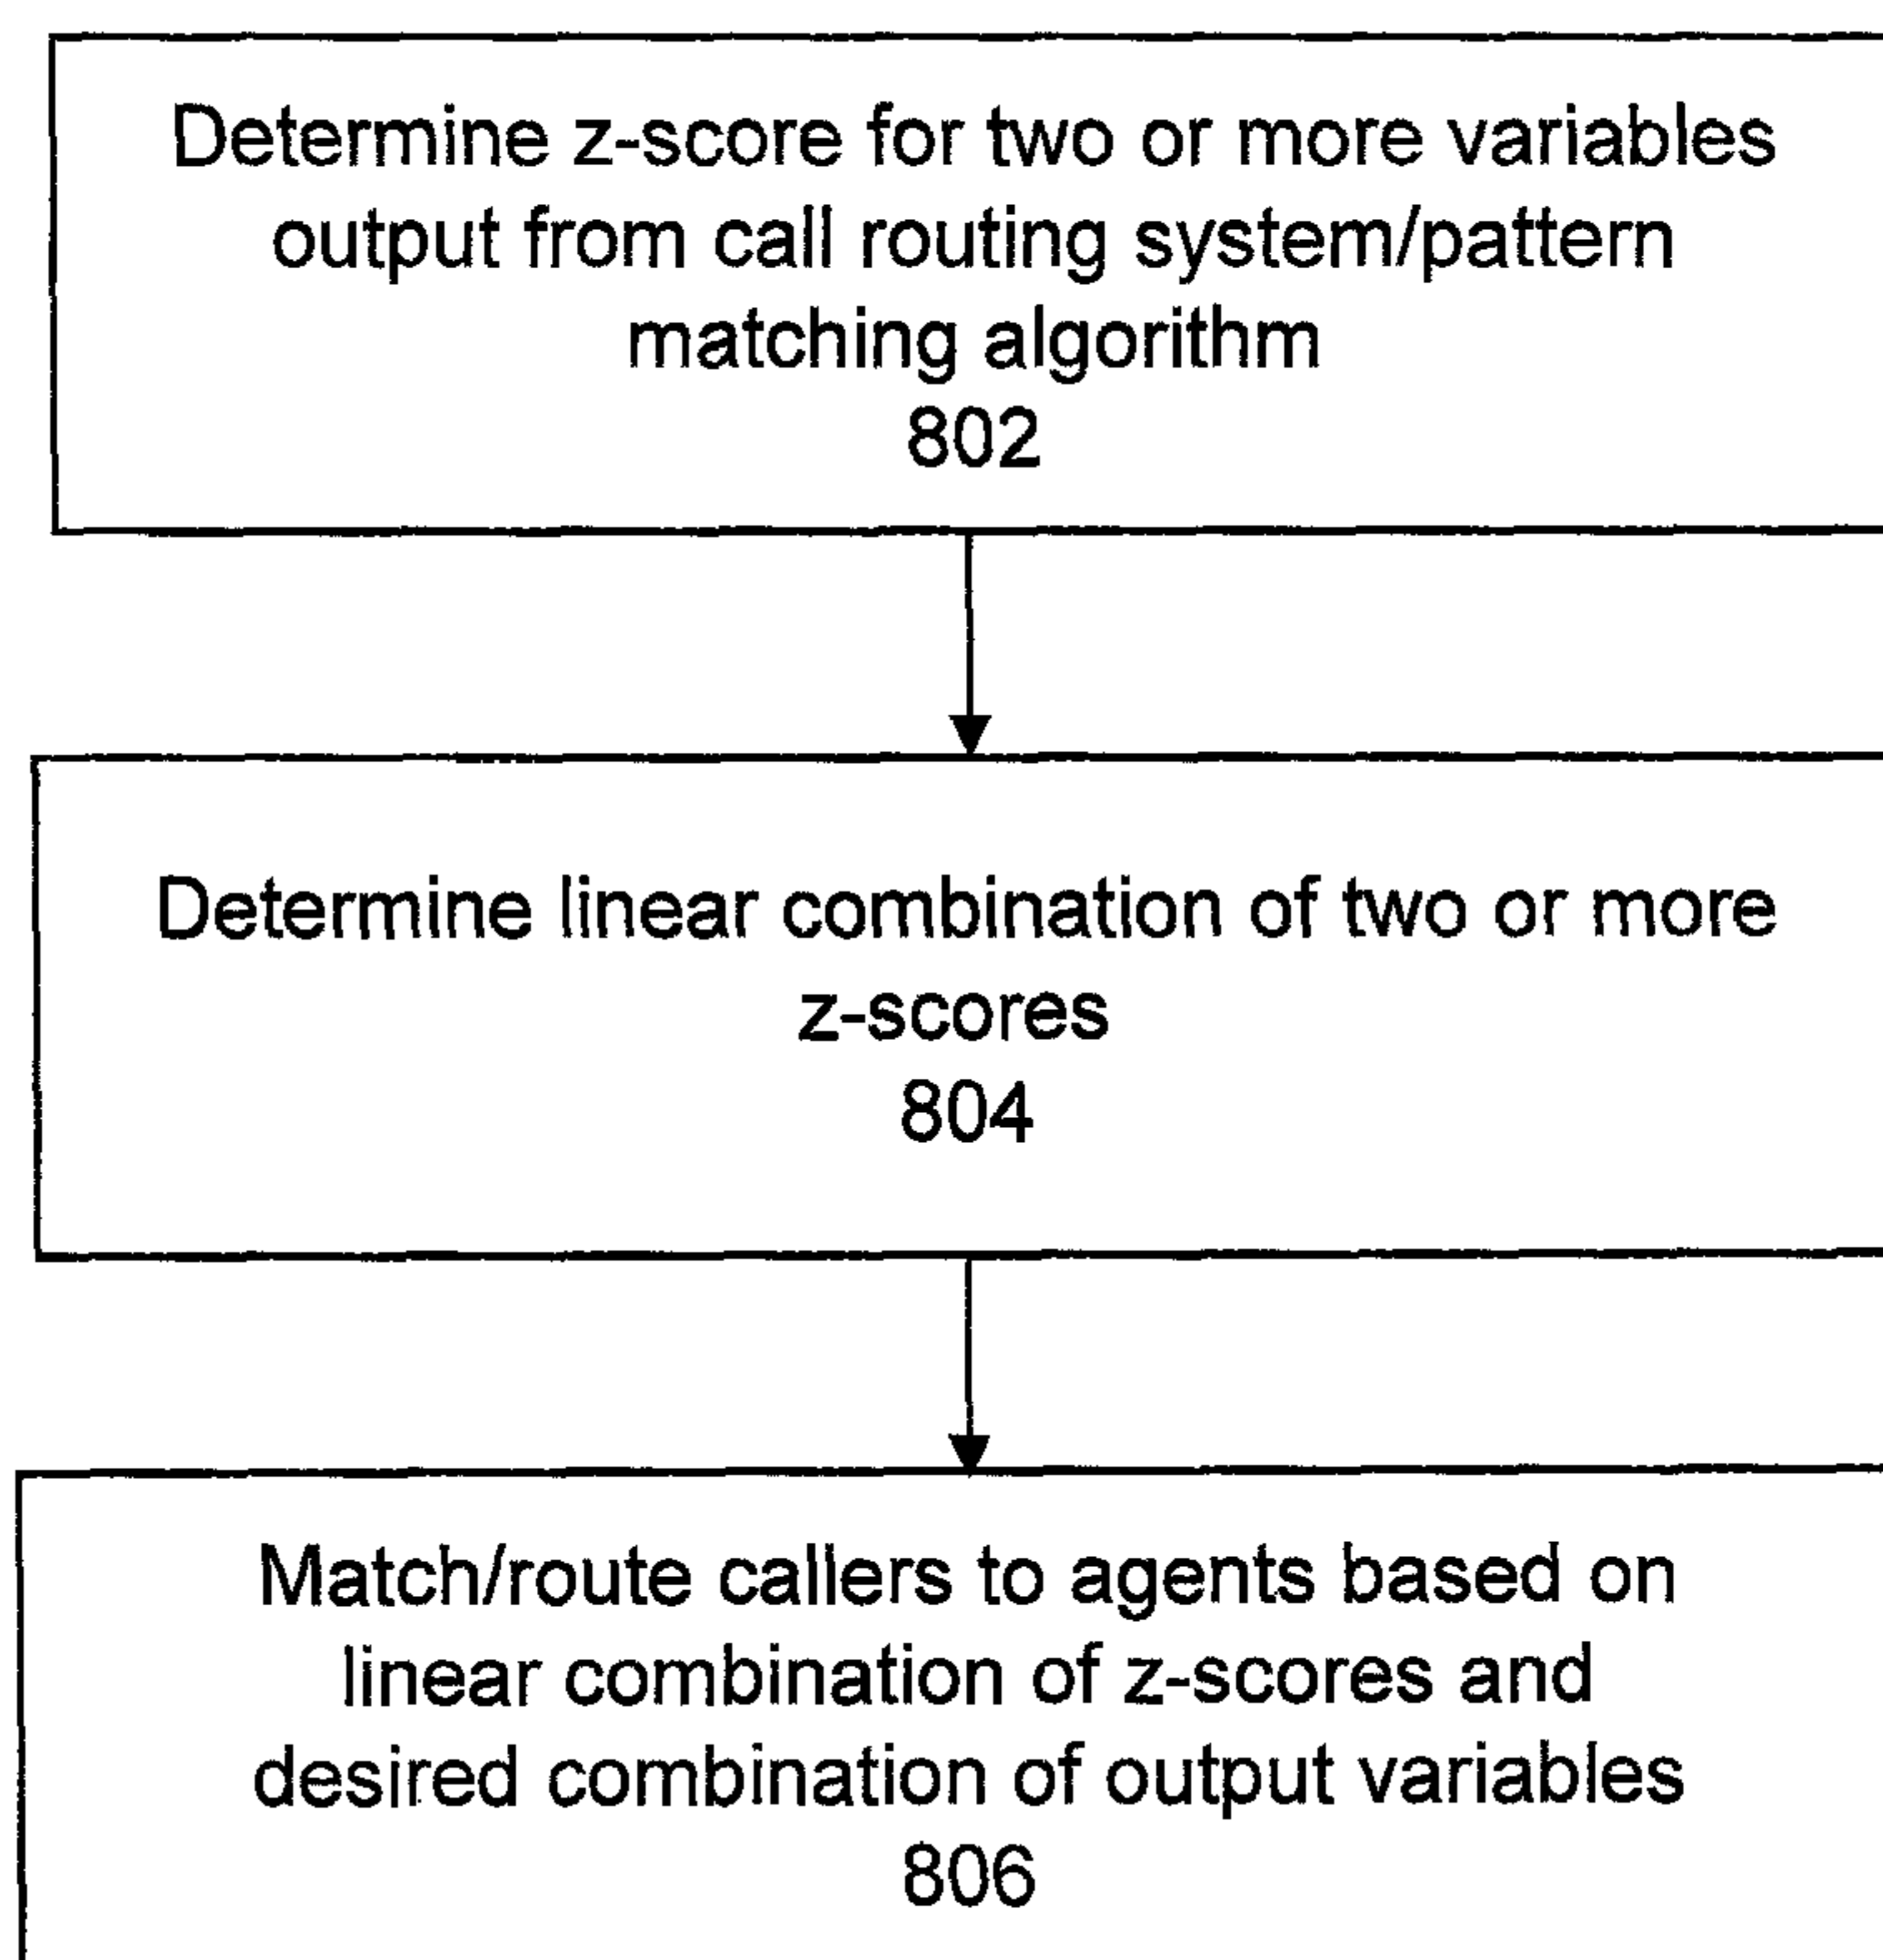 Determine z-score for two or more variables
output from call routing system/pattern
matching algorithm
802
Determine linear combination of two or more
z-scores
804
Match/route callers to agents based on
linear combination of z-scores and
desired combination of output variables
806